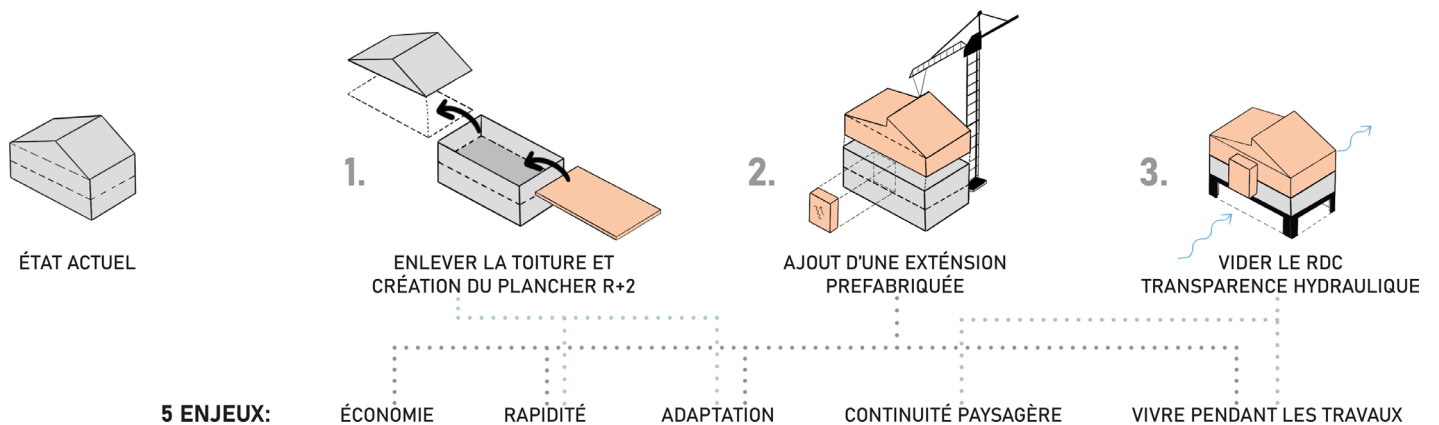 1.
2.
3.
ÉTAT ACTUEL
ENLEVER LA TOITURE ET
CRÉATION DU PLANCHER R+2
AJOUT D'UNE EXTÉNSION
PREFABRIQUÉE
VIDER LE RDC
TRANSPARENCE HYDRAULIQUE
5 ENJEUX:
ÉCONOMIE
RAPIDITÉ
ADAPTATION
CONTINUITÉ PAYSAGÈRE
VIVRE PENDANT LES TRAVAUX